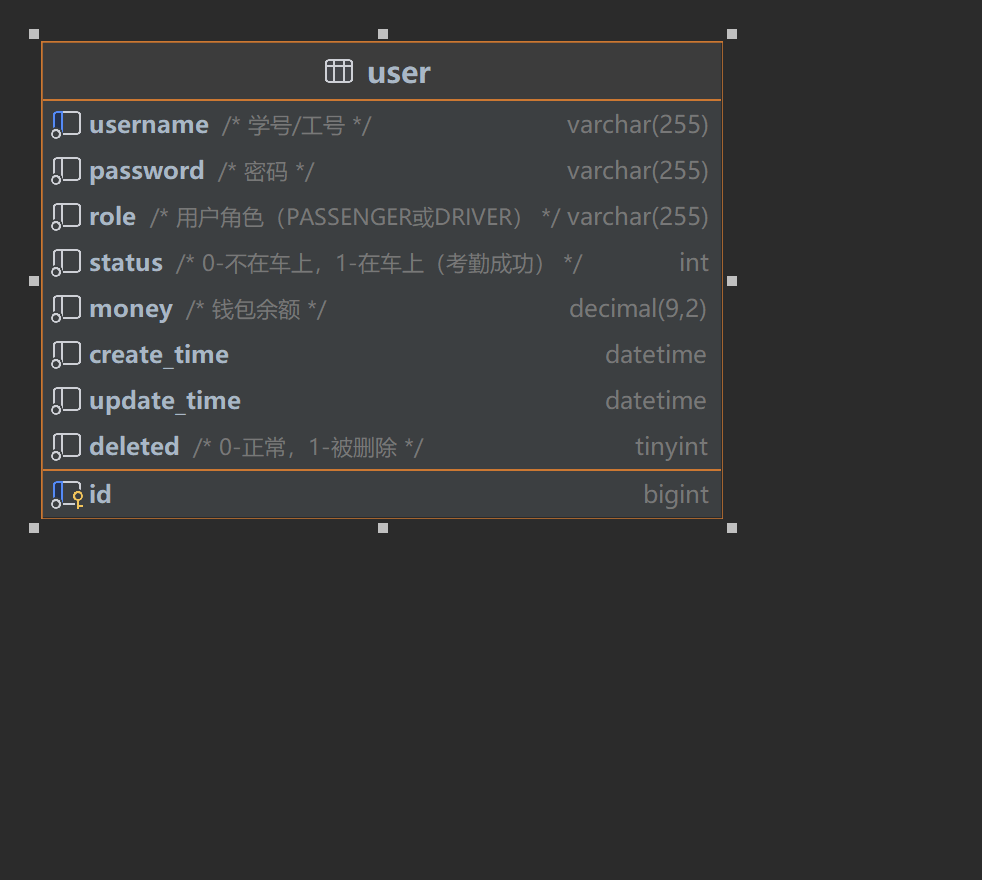 user
username /* 学号/工号 */ varchar(255)
password /* 密码 */ varchar(255)
role /* 用户角色（PASSENGER或DRIVER） */ varchar(255)
status /* 0-不在车上，1-在车上（考勤成功） */ int
money /* 钱包余额 */ decimal(9,2)
create_time datetime
update_time datetime
deleted /* 0-正常，1-被删除 */ tinyint
id bigint